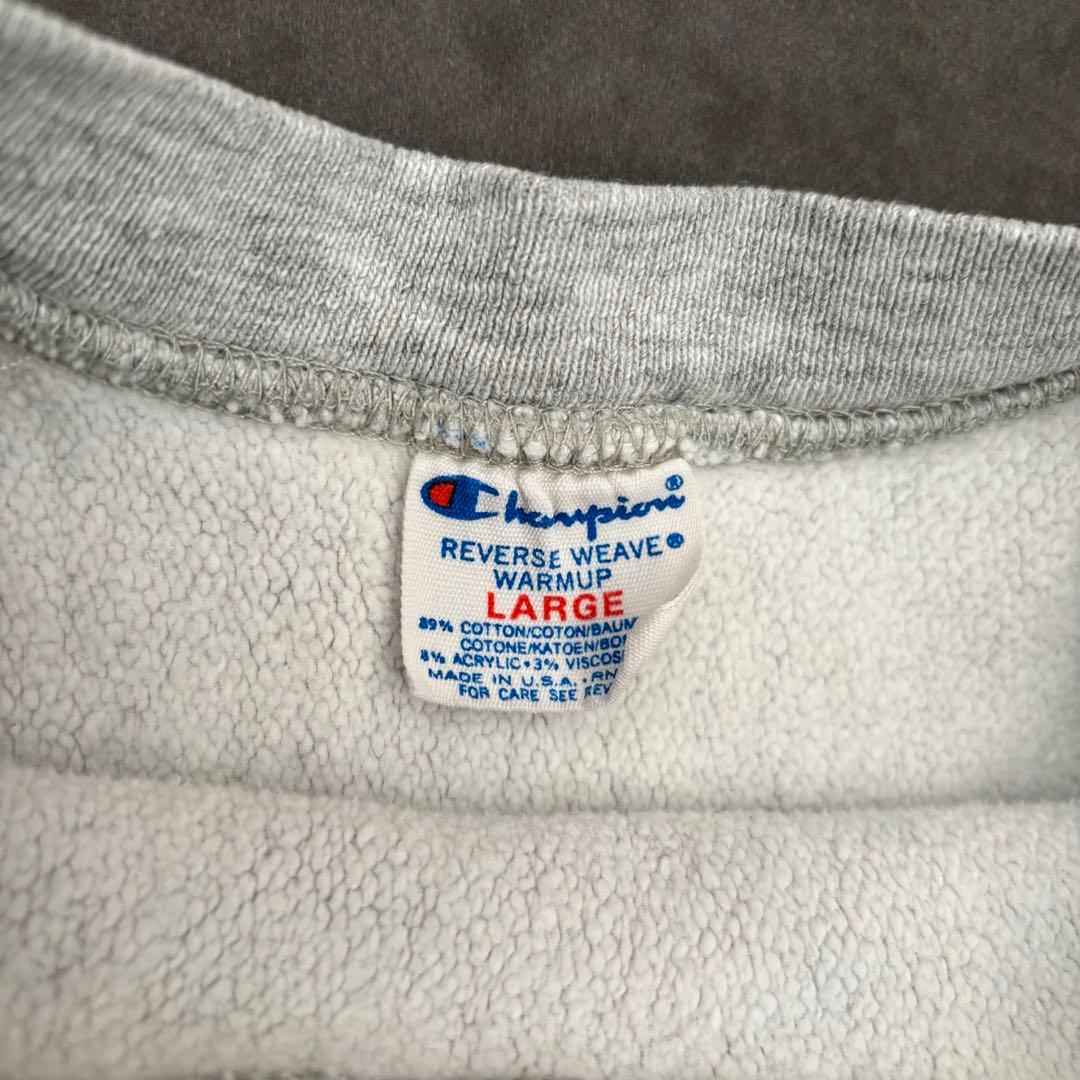 Champion®
REVERSE WEAVE®
WARMUP
LARGE
89% COTTON/COTON/BAUM
COTONE/KATOEN/BO
8% ACRYLIC • 3% VISCOS
MADE IN U.S.A. • RN
FOR CARE SEE REV